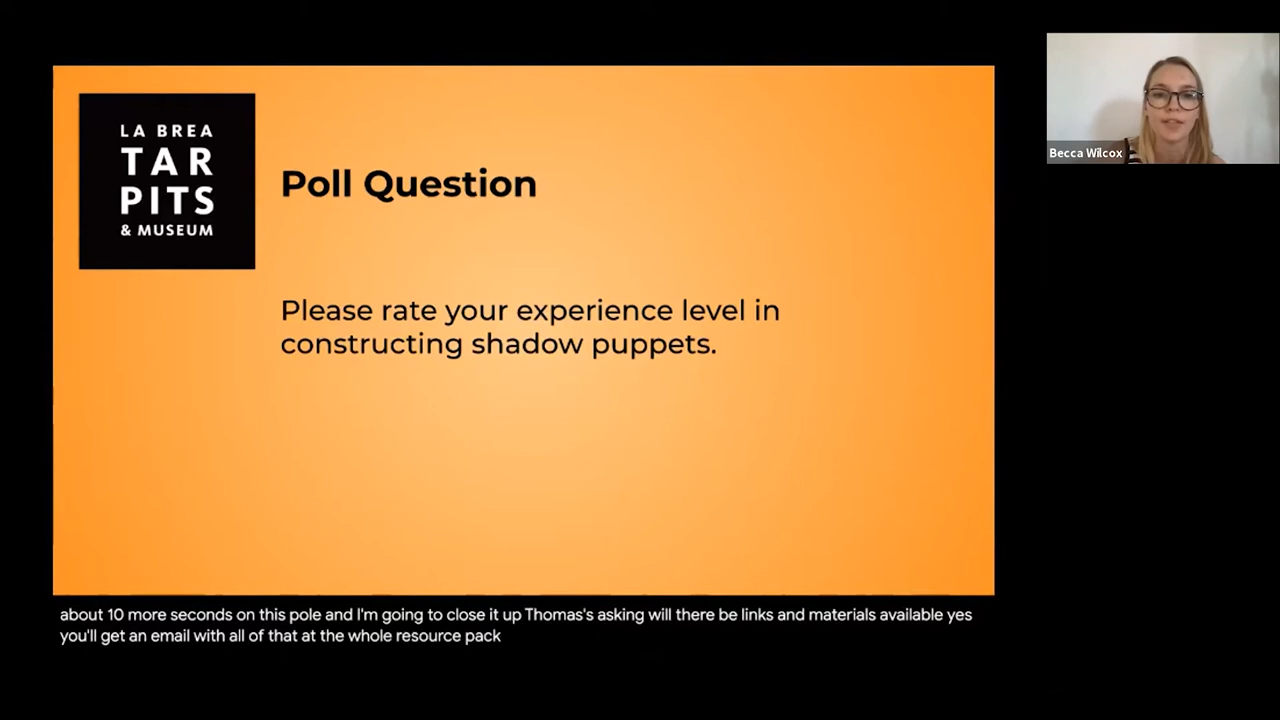 LA BREA
TAR
PITS
& MUSEUM
Poll Question
Please rate your experience level in
constructing shadow puppets.
Becca Wilcox
about 10 more seconds on this pole and I'm going to close it up Thomas's asking will there be links and materials available yes
you'll get an email with all of that at the whole resource pack